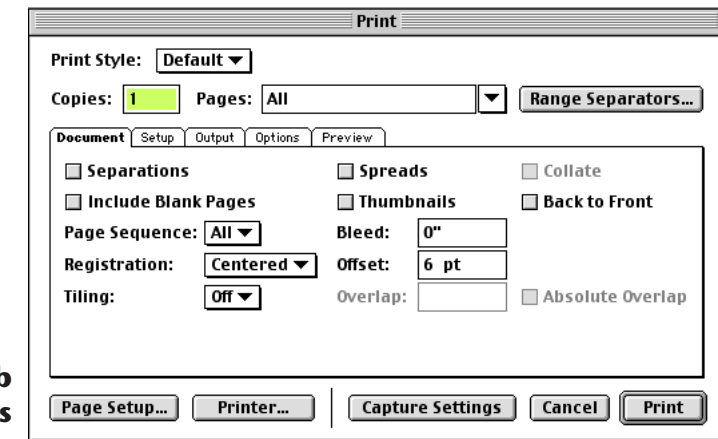 Print
Print Style: Default
Copies: 1 Pages: All Range Separators...
Document Setup Output Options Preview
Separations Spreads Collate
Include Blank Pages Thumbnails Back to Front
Page Sequence: All Bleed: 0"
Registration: Centered Offset: 6 pt
Tiling: Off Overlap: Absolute Overlap
b
s
Page Setup... Printer... Capture Settings Cancel Print